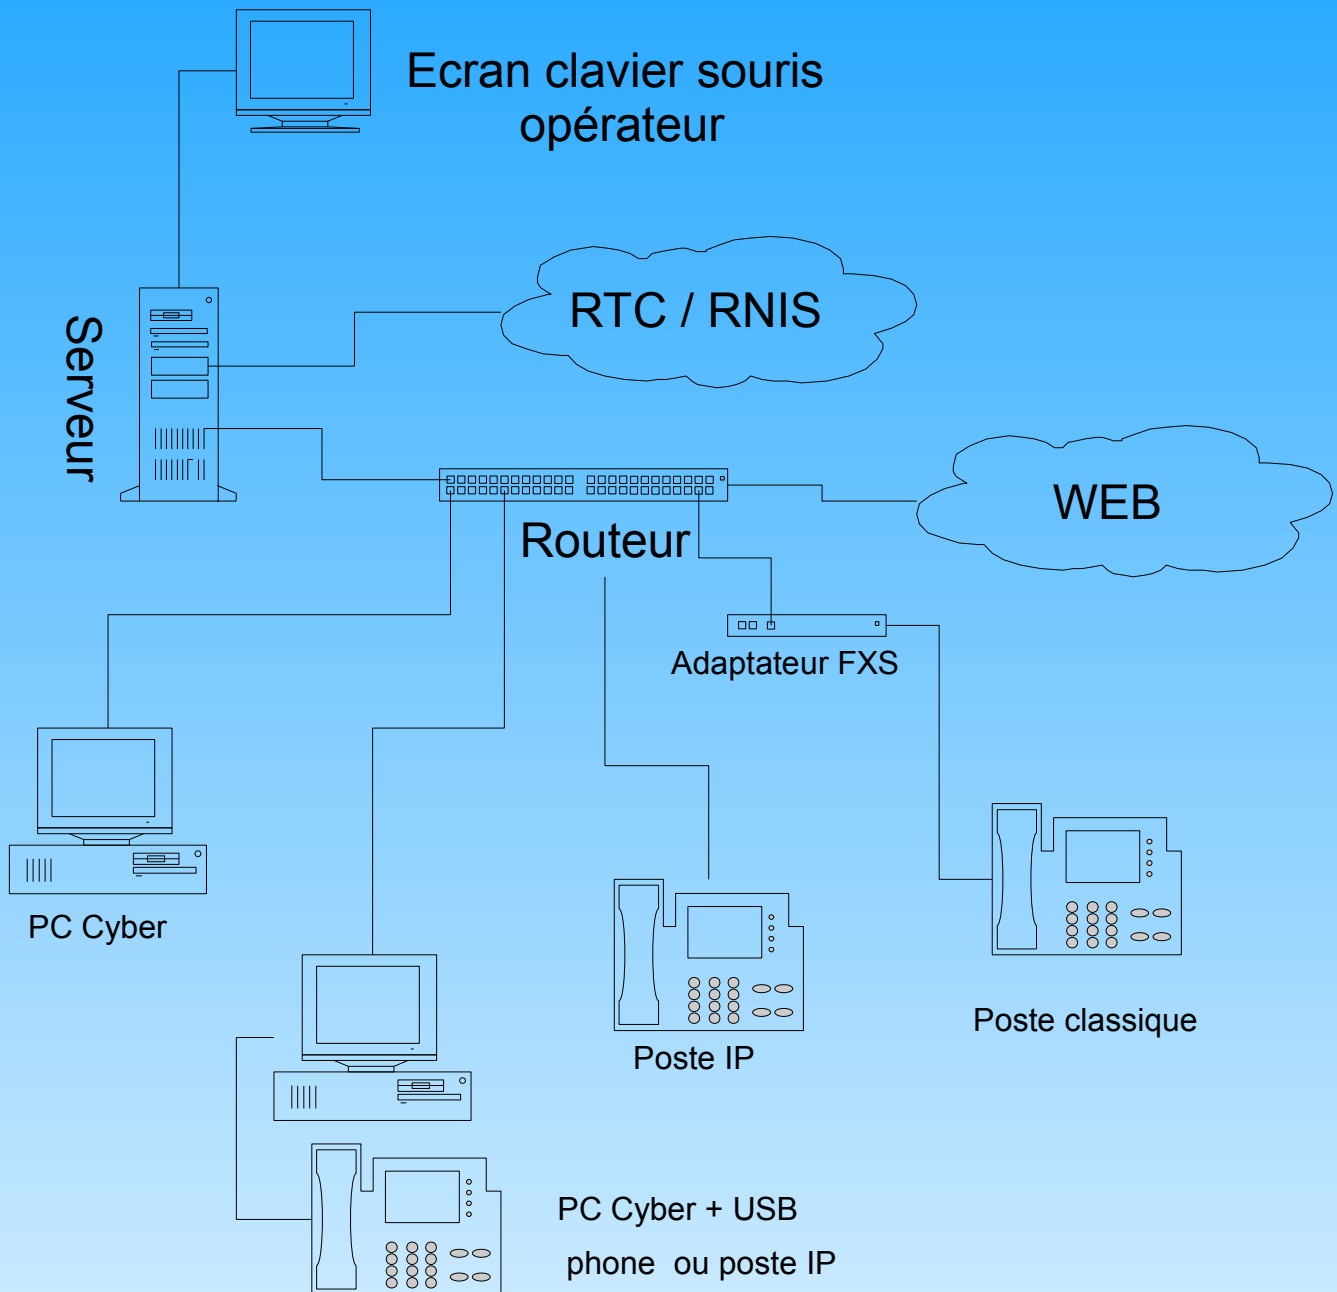 Ecran clavier souris
opérateur
RTC / RNIS
Serveur
WEB
Routeur
Adaptateur FXS
PC Cyber
Poste classique
Poste IP
PC Cyber + USB
phone ou poste IP